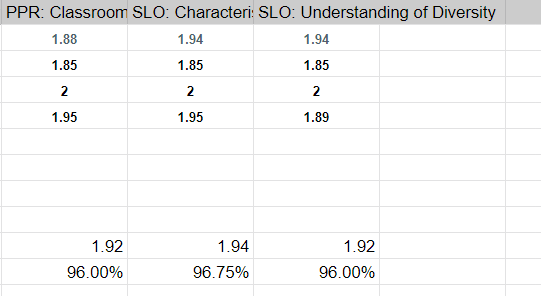 PPR: Classroom SLO: Characteri SLO: Understanding of Diversity
1.88 1.94 1.94
1.85 1.85 1.85
2 2 2
1.95 1.95 1.89
1.92 1.94 1.92
96.00% 96.75% 96.00%